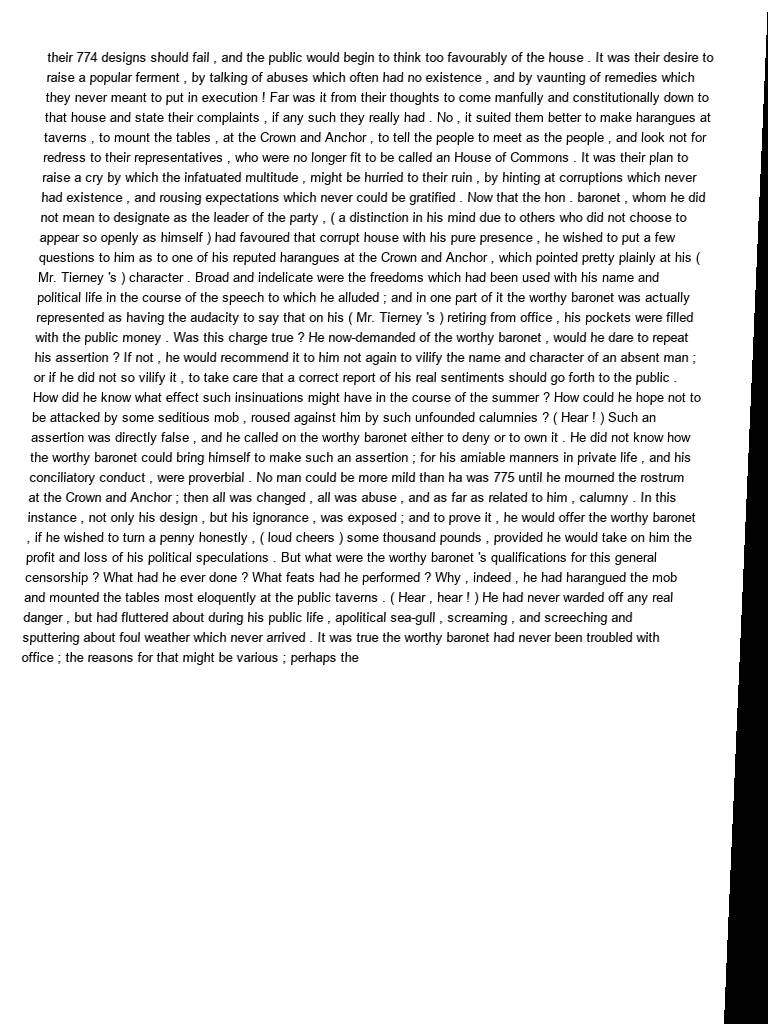 their 774 designs should fail , and the public would begin to think too favourably of the house . It was their desire to
raise a popular ferment , by talking of abuses which often had no existence , and by vaunting of remedies which
they never meant to put in execution ! Far was it from their thoughts to come manfully and constitutionally down to
that house and state their complaints , if any such they really had . No , it suited them better to make harangues at
taverns , to mount the tables , at the Crown and Anchor , to tell the people to meet as the people , and look not for
redress to their representatives , who were no longer fit to be called an House of Commons . It was their plan to
raise a cry by which the infatuated multitude , might be hurried to their ruin , by hinting at corruptions which never
had existence , and rousing expectations which never could be gratified . Now that the hon . baronet , whom he did
not mean to designate as the leader of the party , ( a distinction in his mind due to others who did not choose to
appear so openly as himself ) had favoured that corrupt house with his pure presence , he wished to put a few
questions to him as to one of his reputed harangues at the Crown and Anchor , which pointed pretty plainly at his (
Mr. Tierney 's ) character . Broad and indelicate were the freedoms which had been used with his name and
political life in the course of the speech to which he alluded ; and in one part of it the worthy baronet was actually
represented as having the audacity to say that on his ( Mr. Tierney 's ) retiring from office , his pockets were filled
with the public money . Was this charge true ? He now-demanded of the worthy baronet , would he dare to repeat
his assertion ? If not , he would recommend it to him not again to vilify the name and character of an absent man ;
or if he did not so vilify it , to take care that a correct report of his real sentiments should go forth to the public .
How did he know what effect such insinuations might have in the course of the summer ? How could he hope not to
be attacked by some seditious mob , roused against him by such unfounded calumnies ? ( Hear ! ) Such an
assertion was directly false , and he called on the worthy baronet either to deny or to own it . He did not know how
the worthy baronet could bring himself to make such an assertion ; for his amiable manners in private life , and his
conciliatory conduct , were proverbial . No man could be more mild than ha was 775 until he mourned the rostrum
at the Crown and Anchor ; then all was changed , all was abuse , and as far as related to him , calumny . In this
instance , not only his design , but his ignorance , was exposed ; and to prove it , he would offer the worthy baronet
, if he wished to turn a penny honestly , ( loud cheers ) some thousand pounds , provided he would take on him the
profit and loss of his political speculations . But what were the worthy baronet 's qualifications for this general
censorship ? What had he ever done ? What feats had he performed ? Why , indeed , he had harangued the mob
and mounted the tables most eloquently at the public taverns . ( Hear , hear ! ) He had never warded off any real
danger , but had fluttered about during his public life , apolitical sea-gull , screaming , and screeching and
sputtering about foul weather which never arrived . It was true the worthy baronet had never been troubled with
office ; the reasons for that might be various ; perhaps the